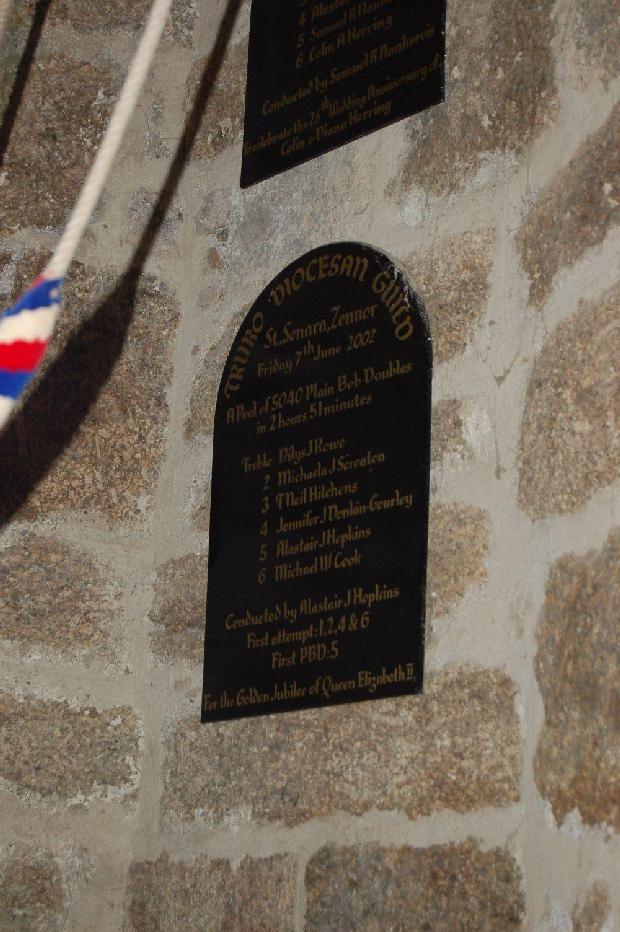 4 Alastair
5 Samuel R Nankervis
6 Colin A Herring
Conducted by Samuel R Nankervis
To celebrate the 25th Wedding Anniversary of
Colin & Diana Herring
TRURO DIOCESAN GUILD
St. Senara, Zennor
Friday 7th June 2002
A Peal of 5040 Plain Bob Doubles
in 2 hours 51 minutes
Treble Dilys J Rowe
2 Michaela J Scranton
3 T Neil Hitchens
4 Jennifer J Donkin-Gourley
5 Alastair J Hopkins
6 Michael W Cook
Conducted by Alastair J Hopkins
First attempt: 1, 2, 4 & 6
First PBD: 5
For the Golden Jubilee of Queen Elizabeth II